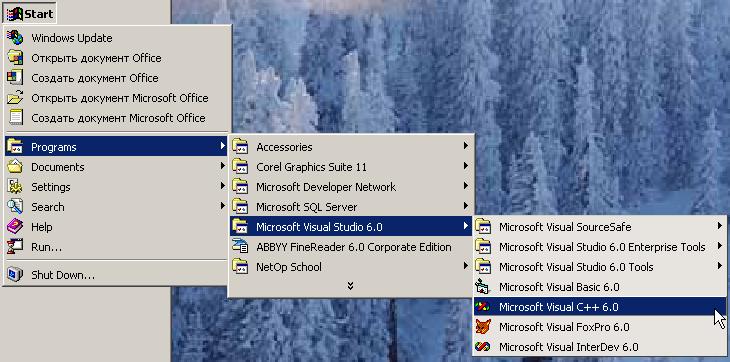 Start
Windows Update
Открыть документ Office
Создать документ Office
Открыть документ Microsoft Office
Создать документ Microsoft Office
Programs
Documents
Settings
Search
Help
Run...
Shut Down...
Accessories
Corel Graphics Suite 11
Microsoft Developer Network
Microsoft SQL Server
Microsoft Visual Studio 6.0
ABBYY FineReader 6.0 Corporate Edition
NetOp School
Microsoft Visual SourceSafe
Microsoft Visual Studio 6.0 Enterprise Tools
Microsoft Visual Studio 6.0 Tools
Microsoft Visual Basic 6.0
Microsoft Visual C++ 6.0
Microsoft Visual FoxPro 6.0
Microsoft Visual InterDev 6.0